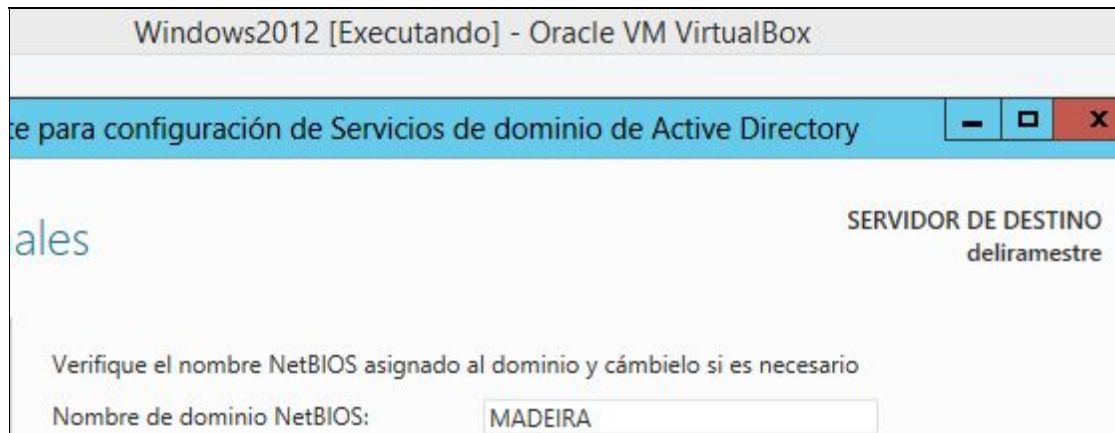 Windows2012 [Executando] - Oracle VM VirtualBox
te para configuración de Servicios de dominio de Active Directory
ales
SERVIDOR DE DESTINO
deliramestre
Verifique el nombre NetBIOS asignado al dominio y cámbielo si es necesario
Nombre de dominio NetBIOS: MADEIRA